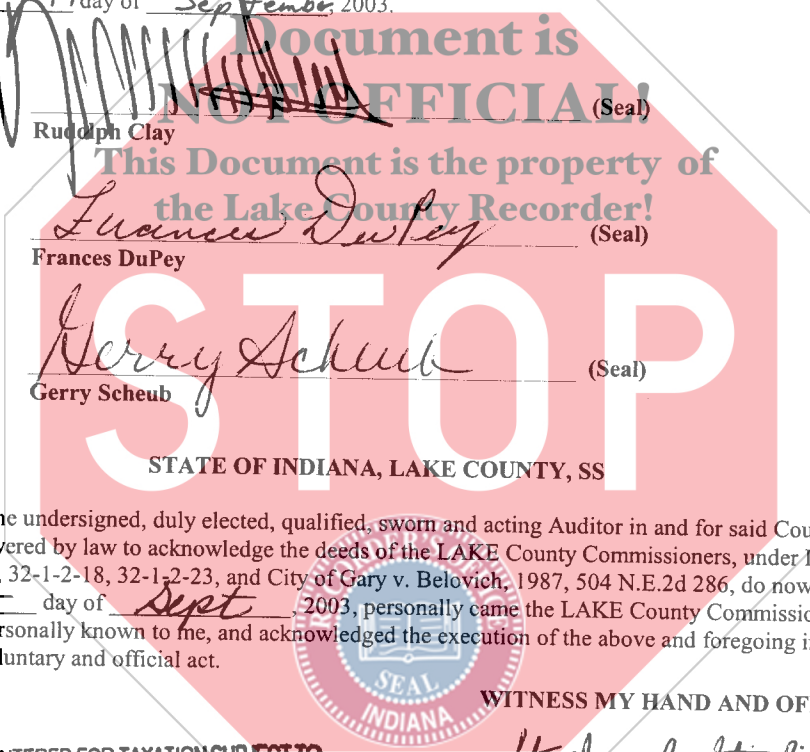 day of September, 2003.
Document is
NOT OFFICIAL!
(Seal)
Rudolph Clay
This Document is the property of
the Lake County Recorder!
Frances DuPey (Seal)
Frances DuPey
STOP
Gerry Scheub (Seal)
Gerry Scheub
STATE OF INDIANA, LAKE COUNTY, SS
he undersigned, duly elected, qualified, sworn and acting Auditor in and for said Cou
vered by law to acknowledge the deeds of the LAKE County Commissioners, under
32-1-2-18, 32-1-2-23, and City of Gary v. Belovich, 1987, 504 N.E.2d 286, do now
day of Sept, 2003, personally came the LAKE County Commissio
rsonally known to me, and acknowledged the execution of the above and foregoing i
luntary and official act.
RECORDER'S OFFICE
SEAL
INDIANA
WITNESS MY HAND AND OF
TAXATION SUBJECT TO